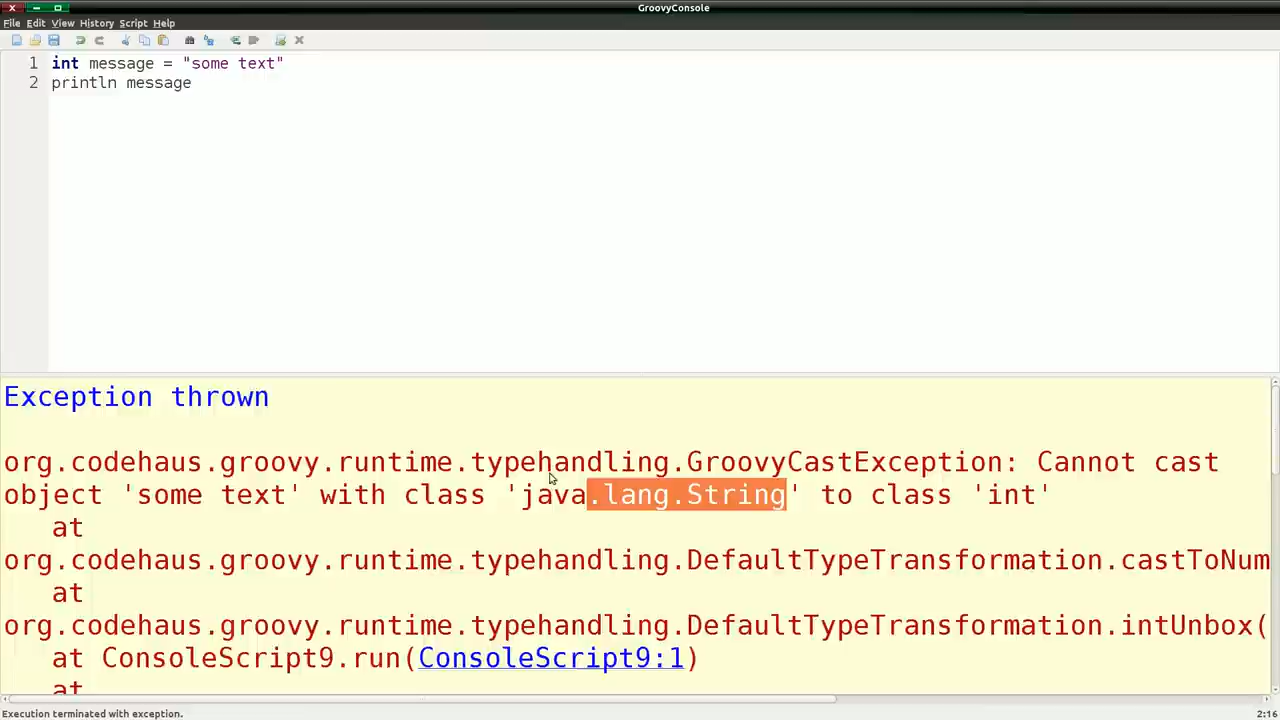 GroovyConsole
File Edit View History Script Help
1 int message = "some text"
2 println message
Exception thrown
org.codehaus.groovy.runtime.typehandling.GroovyCastException: Cannot cast
object 'some text' with class 'java.lang.String' to class 'int'
at
org.codehaus.groovy.runtime.typehandling.DefaultTypeTransformation.castToNum
at
org.codehaus.groovy.runtime.typehandling.DefaultTypeTransformation.intUnbox(
at ConsoleScript9.run(ConsoleScript9:1)
at
Execution terminated with exception.
2:16